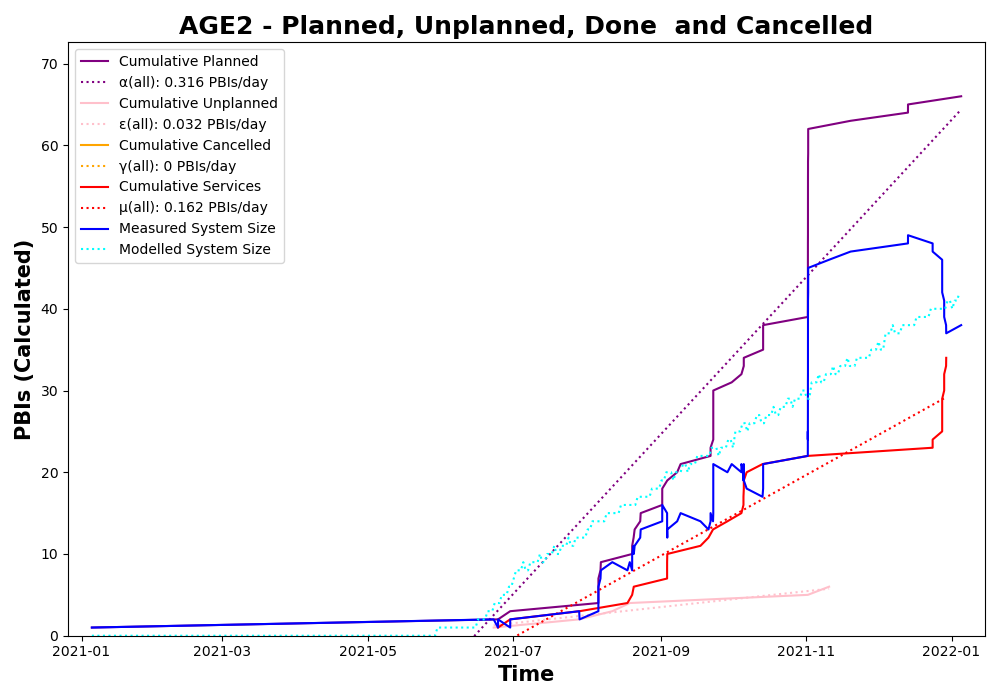 AGE2 - Planned, Unplanned, Done  and Cancelled
PBIs (Calculated)
70
60
50
40
30
20
10
0
Cumulative Planned
α(all): 0.316 PBIs/day
Cumulative Unplanned
ε(all): 0.032 PBIs/day
Cumulative Cancelled
γ(all): 0 PBIs/day
Cumulative Services
μ(all): 0.162 PBIs/day
Measured System Size
Modelled System Size
2021-01 2021-03 2021-05 2021-07 2021-09 2021-11 2022-01
Time